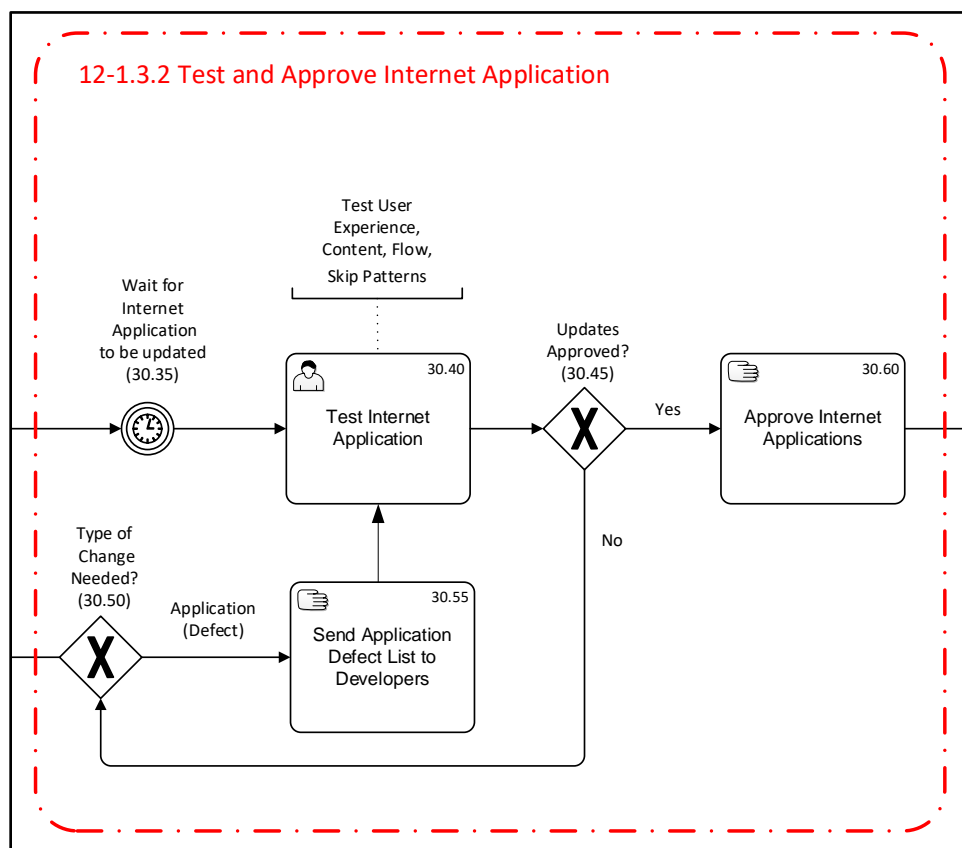 12-1.3.2 Test and Approve Internet Application
Test User
Experience,
Content, Flow,
Skip Patterns
Wait for
Internet
Application
to be updated
(30.35)
30.40
Test Internet
Application
Updates
Approved?
(30.45)
Yes
30.60
Approve Internet
Applications
No
Type of
Change
Needed?
(30.50)
Application
(Defect)
30.55
Send Application
Defect List to
Developers